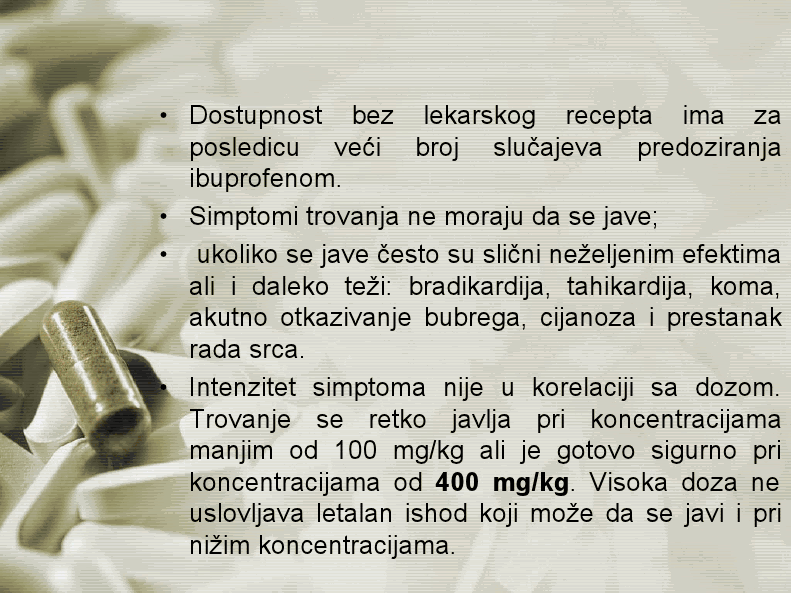 • Dostupnost bez lekarskog recepta ima za
posledicu veći broj slučajeva predoziranja
ibuprofenom.
• Simptomi trovanja ne moraju da se jave;
• ukoliko se jave često su slični neželjenim efektima
ali i daleko teži: bradikardija, tahikardija, koma,
akutno otkazivanje bubrega, cijanoza i prestanak
rada srca.
• Intenzitet simptoma nije u korelaciji sa dozom.
Trovanje se retko javlja pri koncentracijama
manjim od 100 mg/kg ali je gotovo sigurno pri
koncentracijama od 400 mg/kg. Visoka doza ne
uslovljava letalan ishod koji može da se javi i pri
nižim koncentracijama.